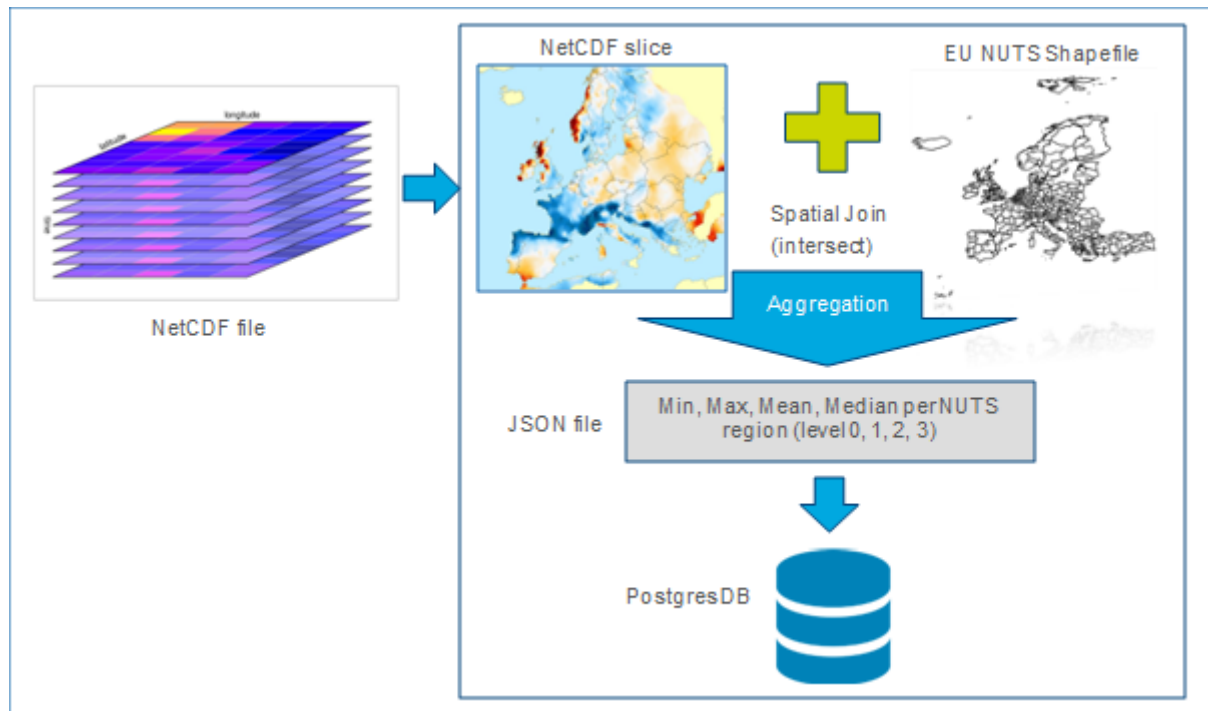 NetCDF slice
EU NUTS Shapefile
longitude
latitude
Spatial Join
(intersect)
Aggregation
NetCDF file
Min, Max, Mean, Median perNUTS
region (level 0, 1, 2, 3)
JSON file
PostgresDB